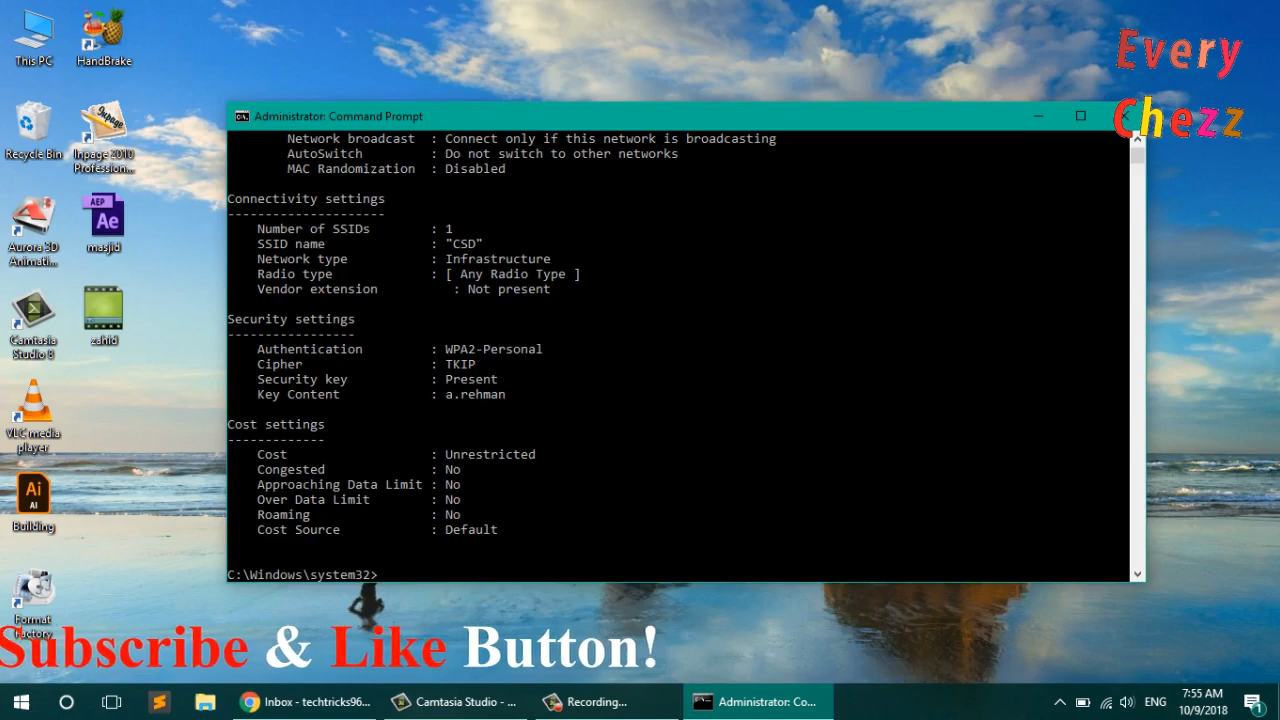 This PC
HandBrake
Recycle Bin
Inpage 2010
Profession...
Aurora 3D
Animati...
AEP
Ae
masjid
Camtasia
Studio 8
zahid
VLC media
player
Ai
AI
Building
Format
Factory
Every
Chezz
Administrator: Command Prompt
Network broadcast : Connect only if this network is broadcasting
AutoSwitch : Do not switch to other networks
MAC Randomization : Disabled
Connectivity settings
---------------------
Number of SSIDs : 1
SSID name : "CSD"
Network type : Infrastructure
Radio type : [ Any Radio Type ]
Vendor extension : Not present
Security settings
-----------------
Authentication : WPA2-Personal
Cipher : TKIP
Security key : Present
Key Content : a.rehman
Cost settings
-------------
Cost : Unrestricted
Congested : No
Approaching Data Limit : No
Over Data Limit : No
Roaming : No
Cost Source : Default
C:\Windows\system32>
Subscribe & Like Button!
Inbox - techtricks96...
Camtasia Studio - ...
Recording...
Administrator: Co...
ENG
7:55 AM
10/9/2018
1